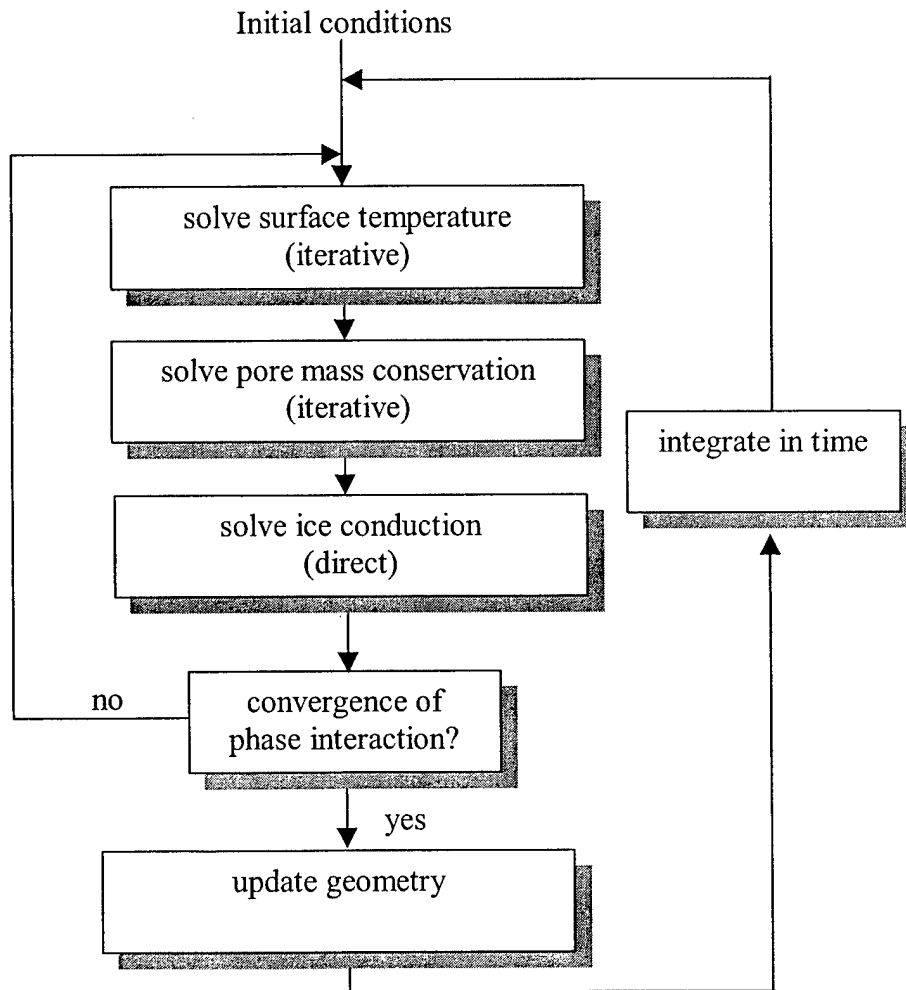 Initial conditions
solve surface temperature
(iterative)
solve pore mass conservation
(iterative)
integrate in time
solve ice conduction
(direct)
no
convergence of
phase interaction?
yes
update geometry